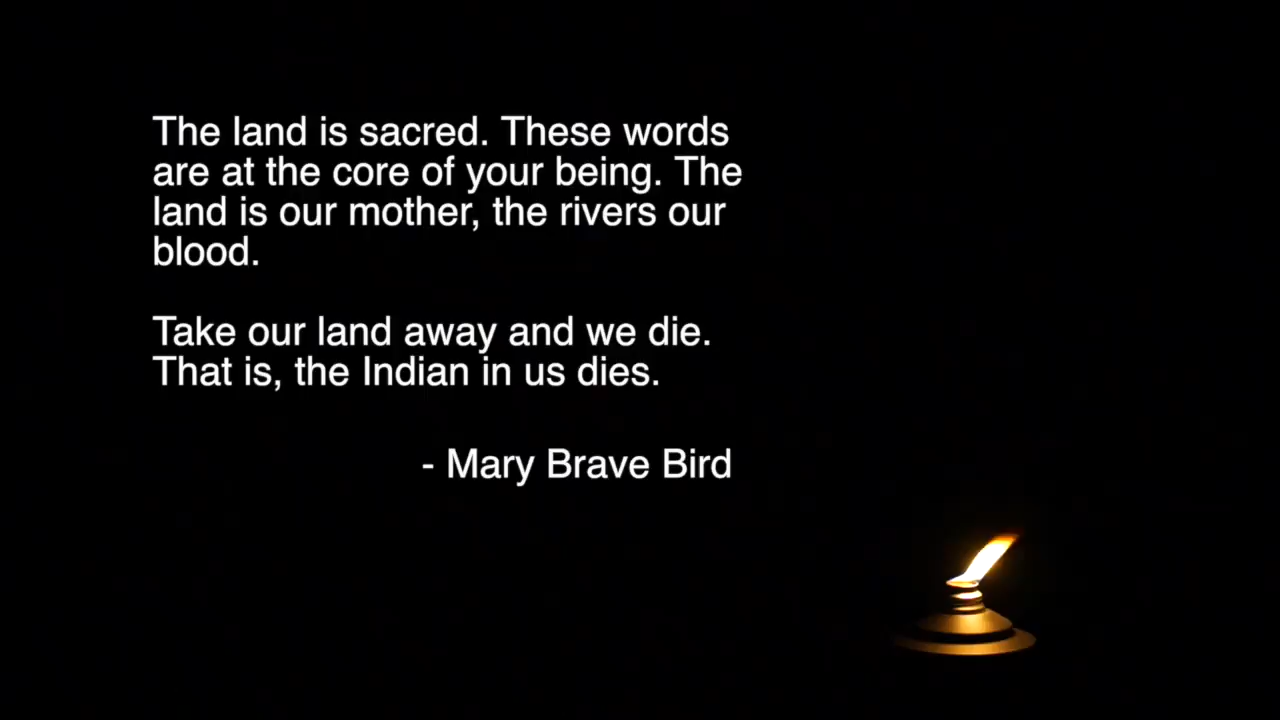 The land is sacred. These words
are at the core of your being. The
land is our mother, the rivers our
blood.
Take our land away and we die.
That is, the Indian in us dies.
- Mary Brave Bird